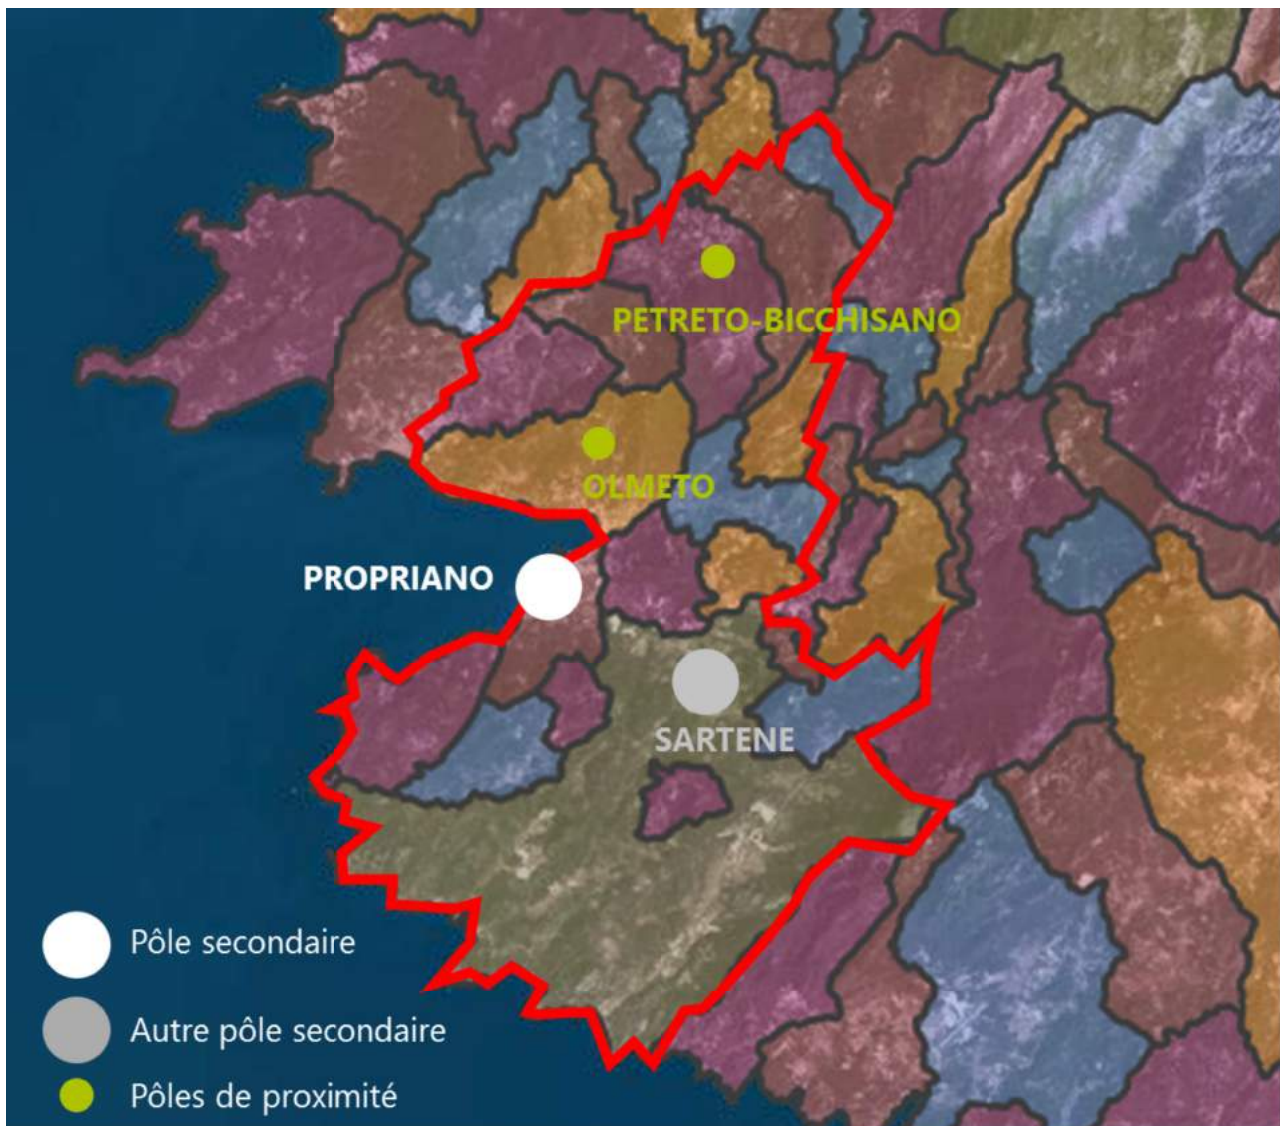 PETRETO-BICCHISANO
OLMETO
PROPRIANO
SARTENE
Pôle secondaire
Autre pôle secondaire
Pôles de proximité